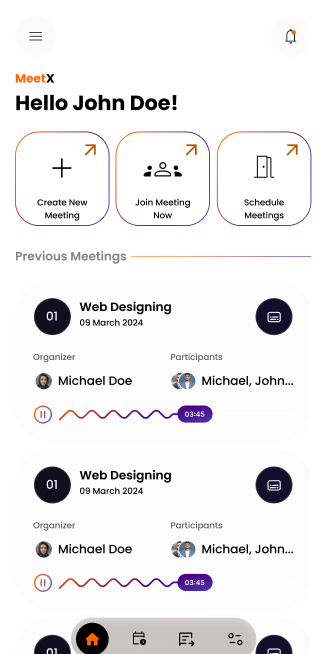 MeetX
Hello John Doe!
Create New
Meeting
Join Meeting
Now
Schedule
Meetings
Previous Meetings
01
Web Designing
09 March 2024
Organizer
Participants
Michael Doe
Michael, John...
03:45
01
Web Designing
09 March 2024
Organizer
Participants
Michael Doe
Michael, John...
03:45
01
Web Designing